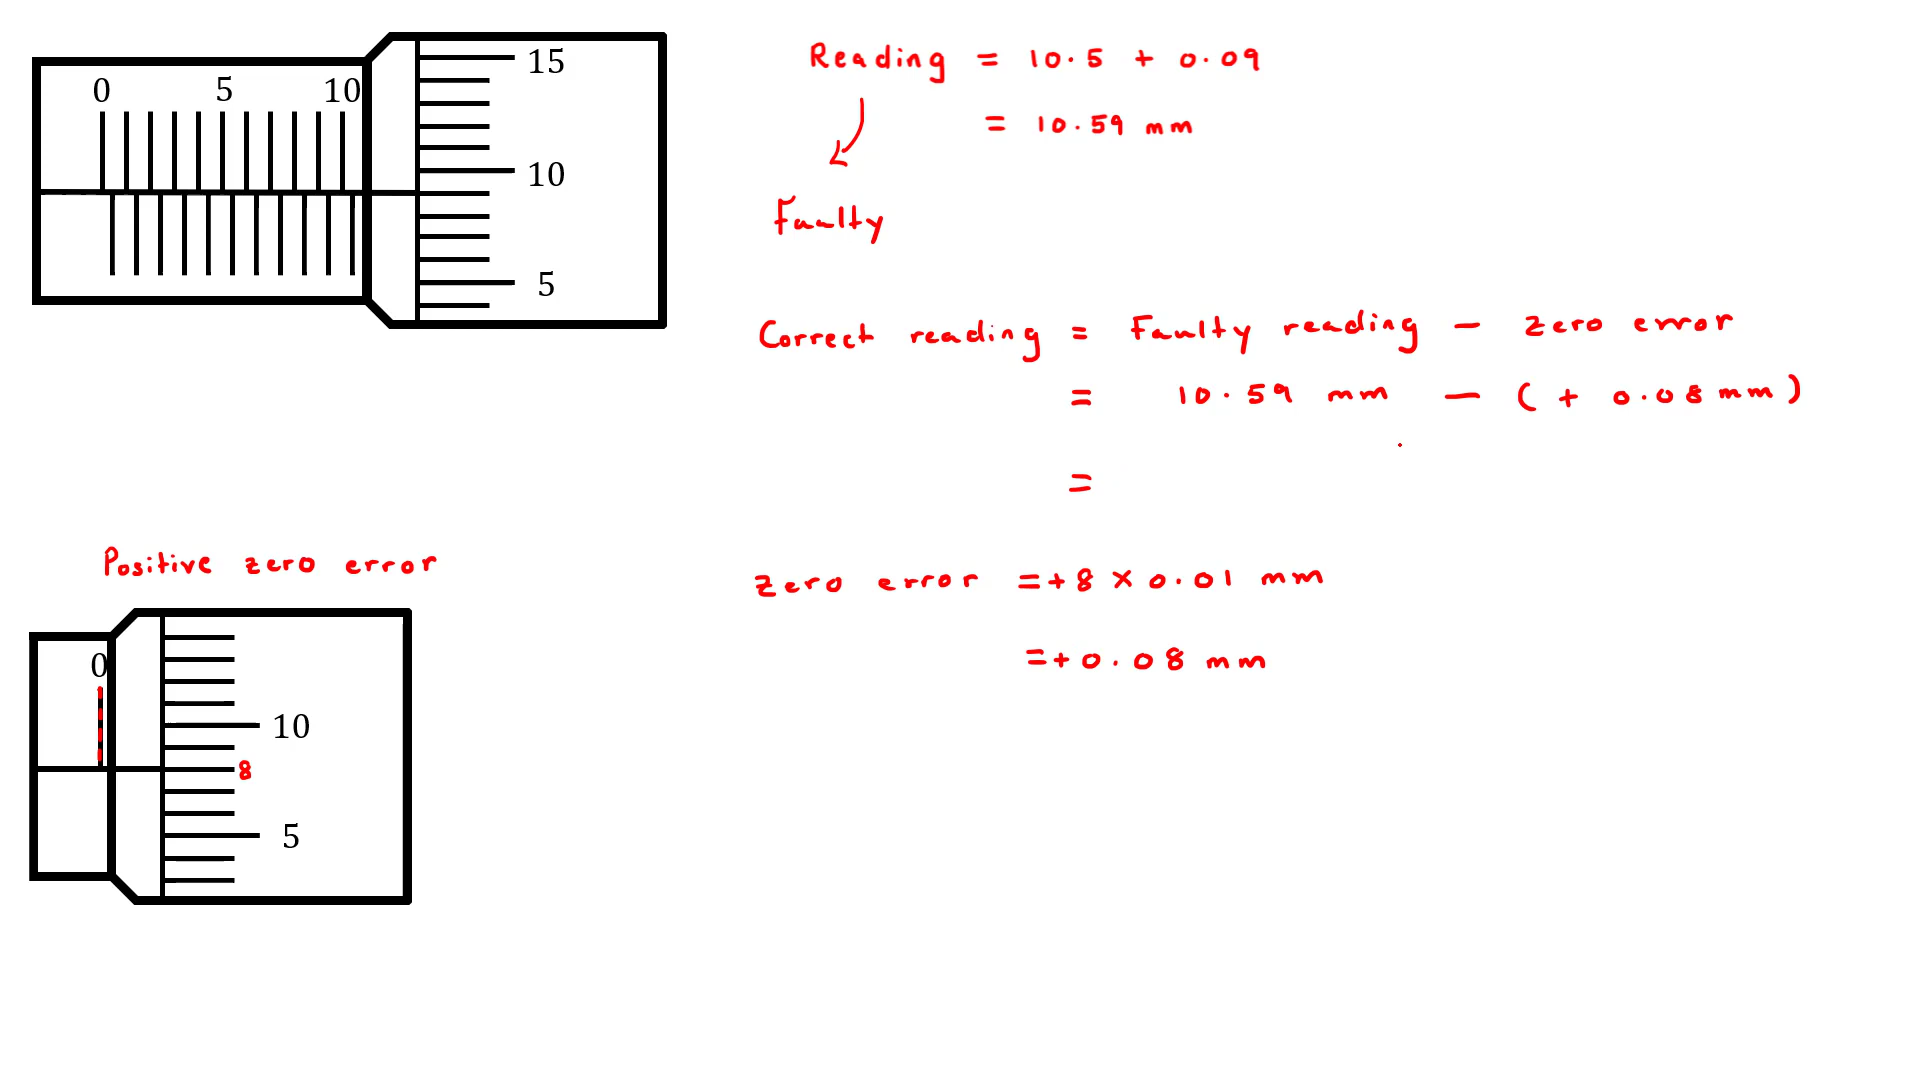 0 5 10
15
10
5
Reading = 10.5 + 0.09
= 10.59 mm
Faulty
Correct reading = Faulty reading − zero error
= 10.59 mm − (+ 0.08 mm)
=
Positive zero error
0
10
8
5
zero error = + 8 × 0.01 mm
= + 0.08 mm